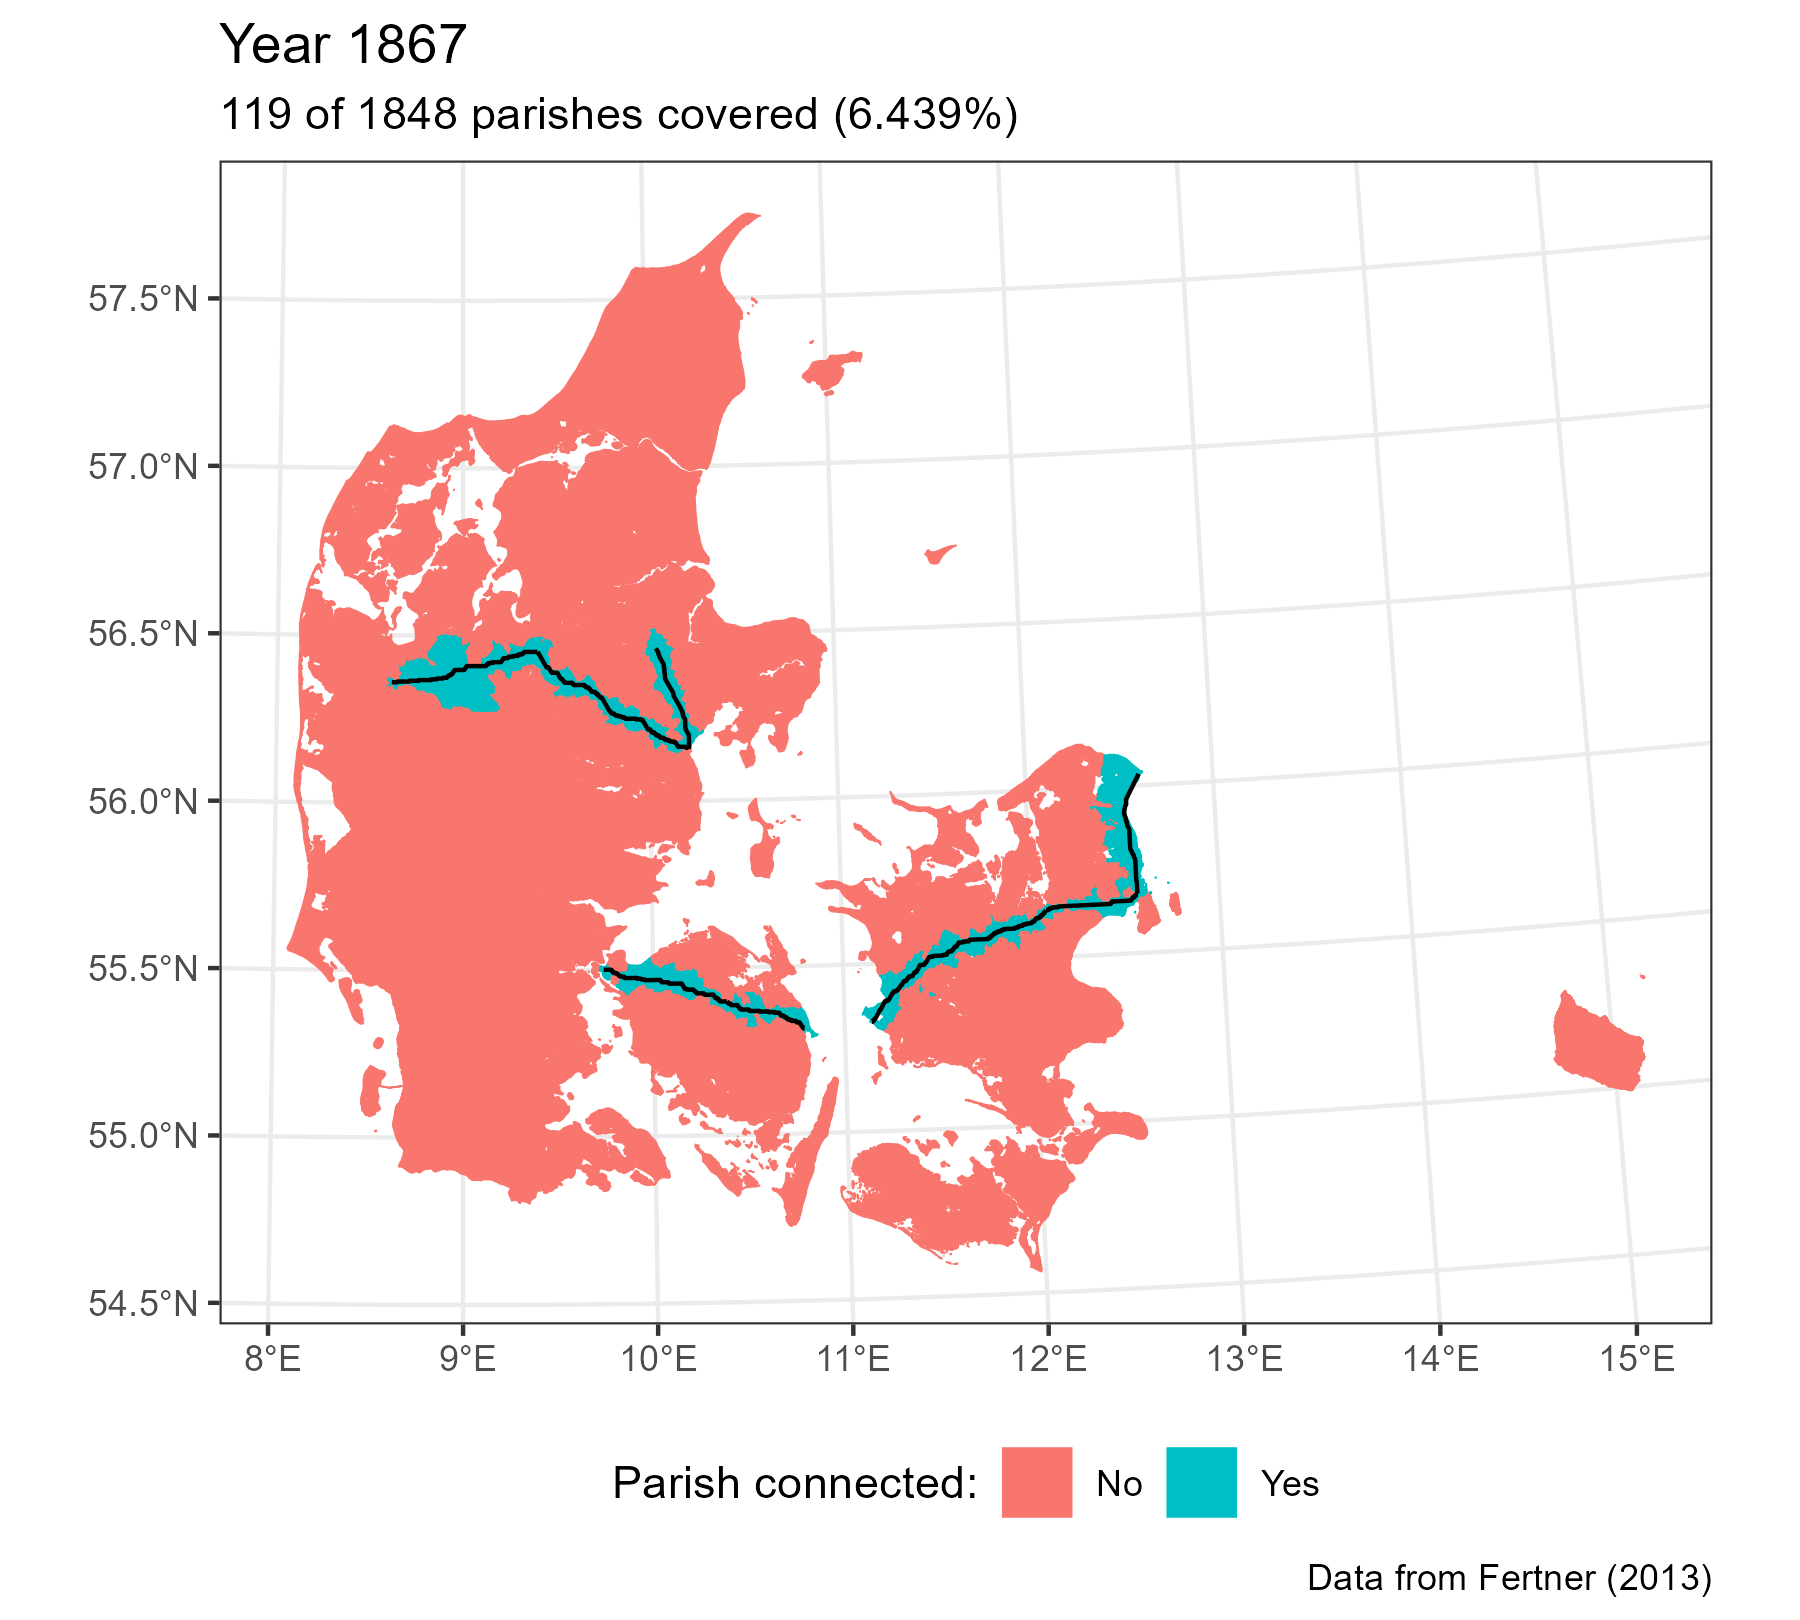 Year 1867
119 of 1848 parishes covered (6.439%)
57.5°N
57.0°N
56.5°N
56.0°N
55.5°N
55.0°N
54.5°N
8°E 9°E 10°E 11°E 12°E 13°E 14°E 15°E
Parish connected: No Yes
Data from Fertner (2013)